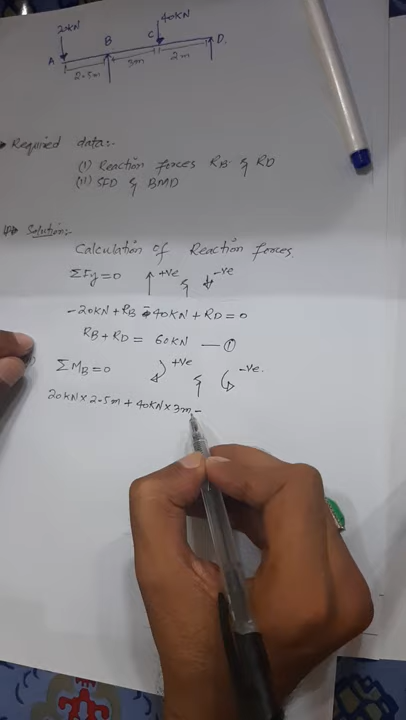 20KN 40KN
A B C D.
2.5m 3m 2m
Required data:-
(i) Reaction forces RB & RD
(ii) SFD & BMD
Solution:-
Calculation of Reaction forces.
ΣFy=0 ↑+ve & ↓-ve
-20KN+RB-40KN+RD=0
RB+RD= 60KN —①
ΣMB=0 +ve & -ve.
20KN×2.5m+40KN×3m-